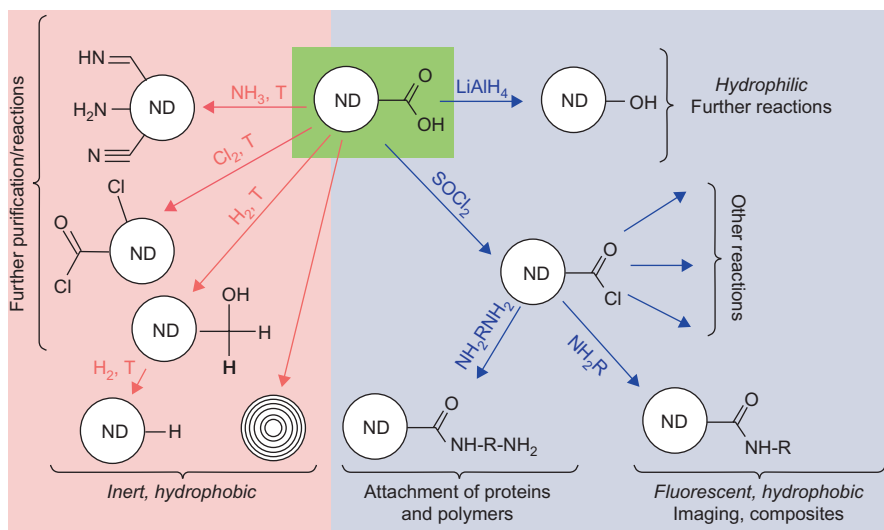 HN
H₂N
N
ND
NH₃, T
ND
O
OH
LiAlH₄
ND
OH
Hydrophilic
Further reactions
Further purification/reactions
Cl₂, T
H₂, T
SOCl₂
Cl
O
Cl
ND
ND
OH
H
H
ND
O
Cl
Other
reactions
H₂, T
NH₂RNH₂
NH₂R
ND
H
ND
O
NH-R-NH₂
ND
O
NH-R
Inert, hydrophobic
Attachment of proteins
and polymers
Fluorescent, hydrophobic
Imaging, composites